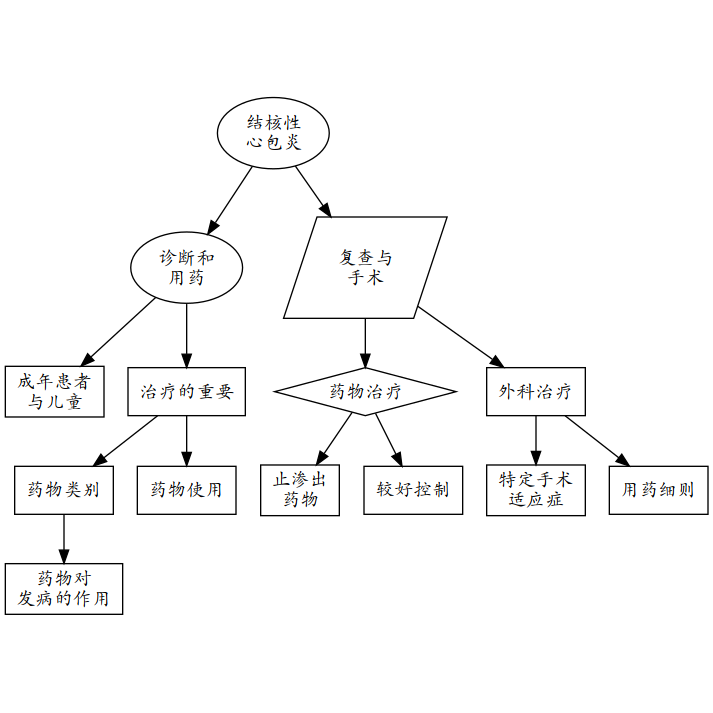 结核性
心包炎
诊断和
用药
复查与
手术
成年患者
与儿童
治疗的重要
药物治疗
外科治疗
药物类别
药物使用
止渗出
药物
较好控制
特定手术
适应症
用药细则
药物对
发病的作用